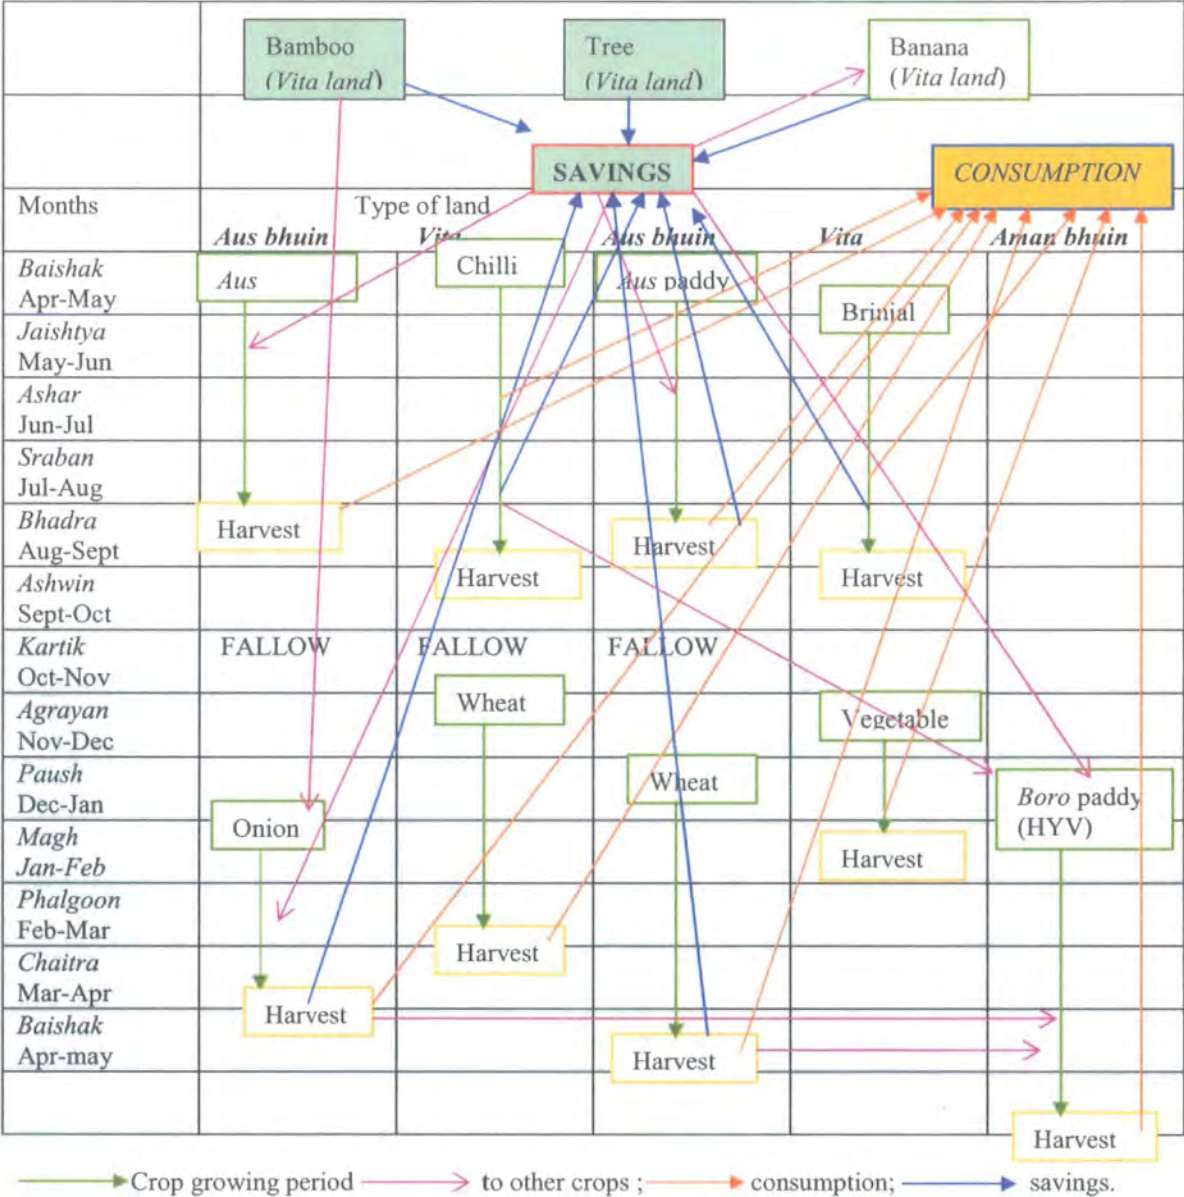 Bamboo
(Vita land)
Tree
(Vita land)
Banana
(Vita land)
SAVINGS
CONSUMPTION
Months
Type of land
Aus bhuin
Vita
Aus bhuin
Vita
Aman bhuin
Baishak
Apr-May
Aus
Chilli
Aus paddy
Brinial
Jaishtya
May-Jun
Ashar
Jun-Jul
Sraban
Jul-Aug
Bhadra
Aug-Sept
Harvest
Harvest
Harvest
Harvest
Ashwin
Sept-Oct
Kartik
Oct-Nov
FALLOW
FALLOW
FALLOW
Agrayan
Nov-Dec
Wheat
Vegetable
Paush
Dec-Jan
Wheat
Boro paddy
(HYV)
Onion
Magh
Jan-Feb
Harvest
Phalgoon
Feb-Mar
Harvest
Chaitra
Mar-Apr
Harvest
Baishak
Apr-may
Harvest
Harvest
Crop growing period to other crops ; consumption; savings.